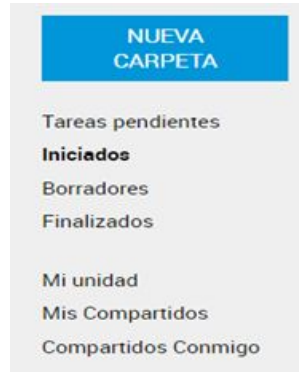 NUEVA
CARPETA
Tareas pendientes
Iniciados
Borradores
Finalizados
Mi unidad
Mis Compartidos
Compartidos Conmigo